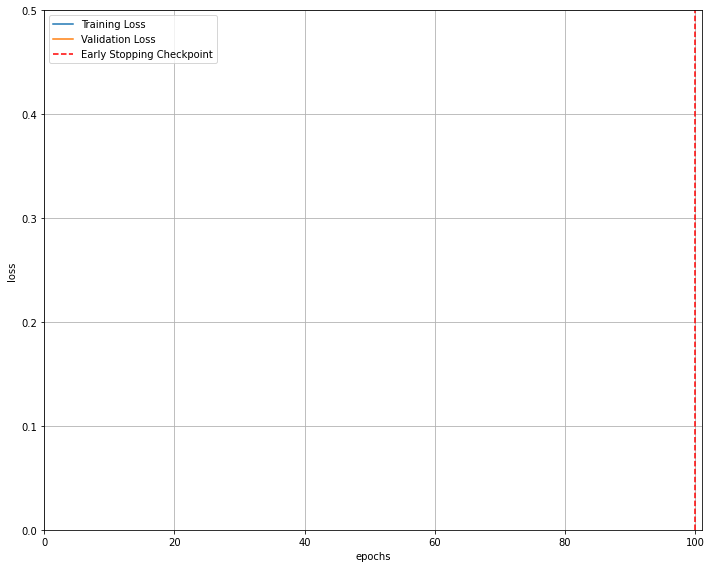 Training Loss
Validation Loss
Early Stopping Checkpoint
0.5
0.4
0.3
0.2
0.1
0.0
loss
0 20 40 60 80 100
epochs